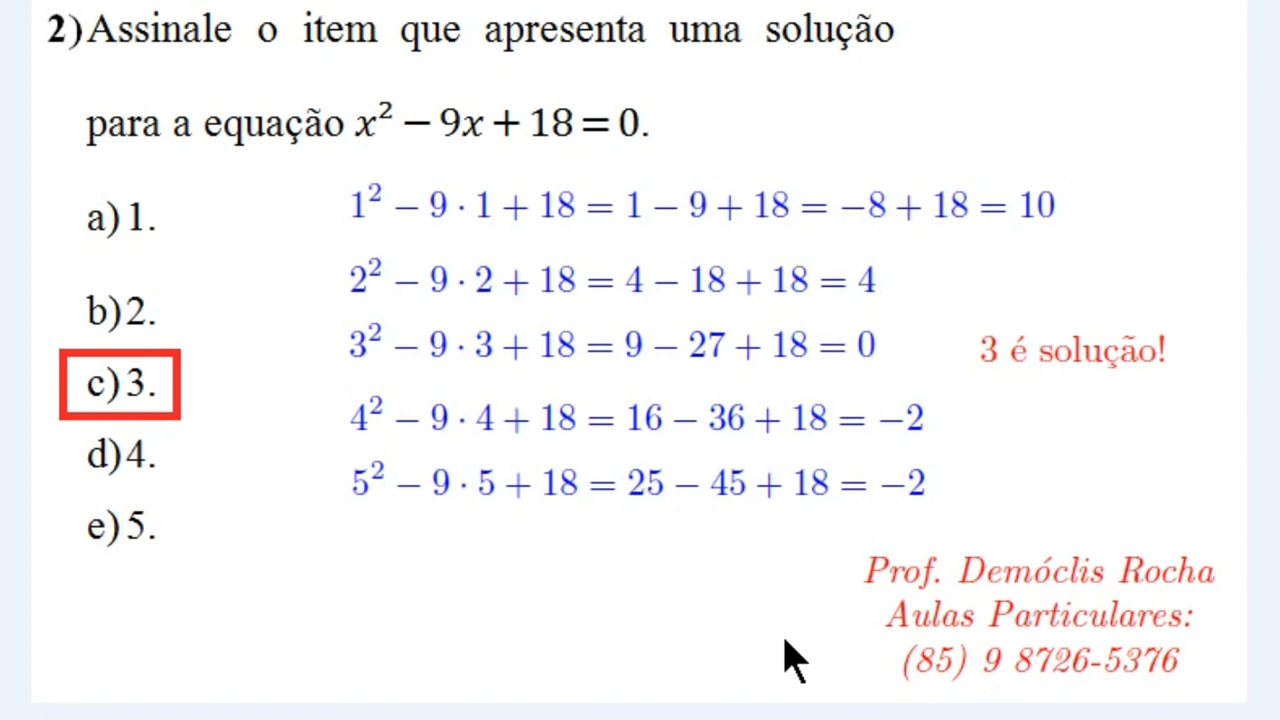 2)Assinale o item que apresenta uma solução
para a equação x² − 9x + 18 = 0.
a)1.
1² − 9 · 1 + 18 = 1 − 9 + 18 = −8 + 18 = 10
b)2.
2² − 9 · 2 + 18 = 4 − 18 + 18 = 4
c)3.
3² − 9 · 3 + 18 = 9 − 27 + 18 = 0
3 é solução!
d)4.
4² − 9 · 4 + 18 = 16 − 36 + 18 = −2
e)5.
5² − 9 · 5 + 18 = 25 − 45 + 18 = −2
Prof. Demóclis Rocha
Aulas Particulares:
(85) 9 8726-5376